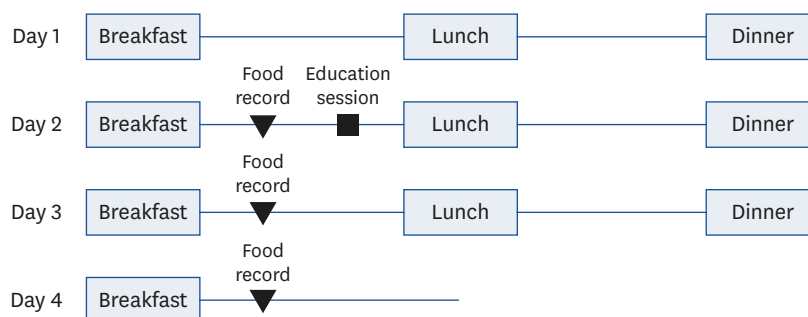 Day 1 Breakfast Lunch Dinner
Food Education
record session
Day 2 Breakfast Lunch Dinner
Food
record
Day 3 Breakfast Lunch Dinner
Food
record
Day 4 Breakfast